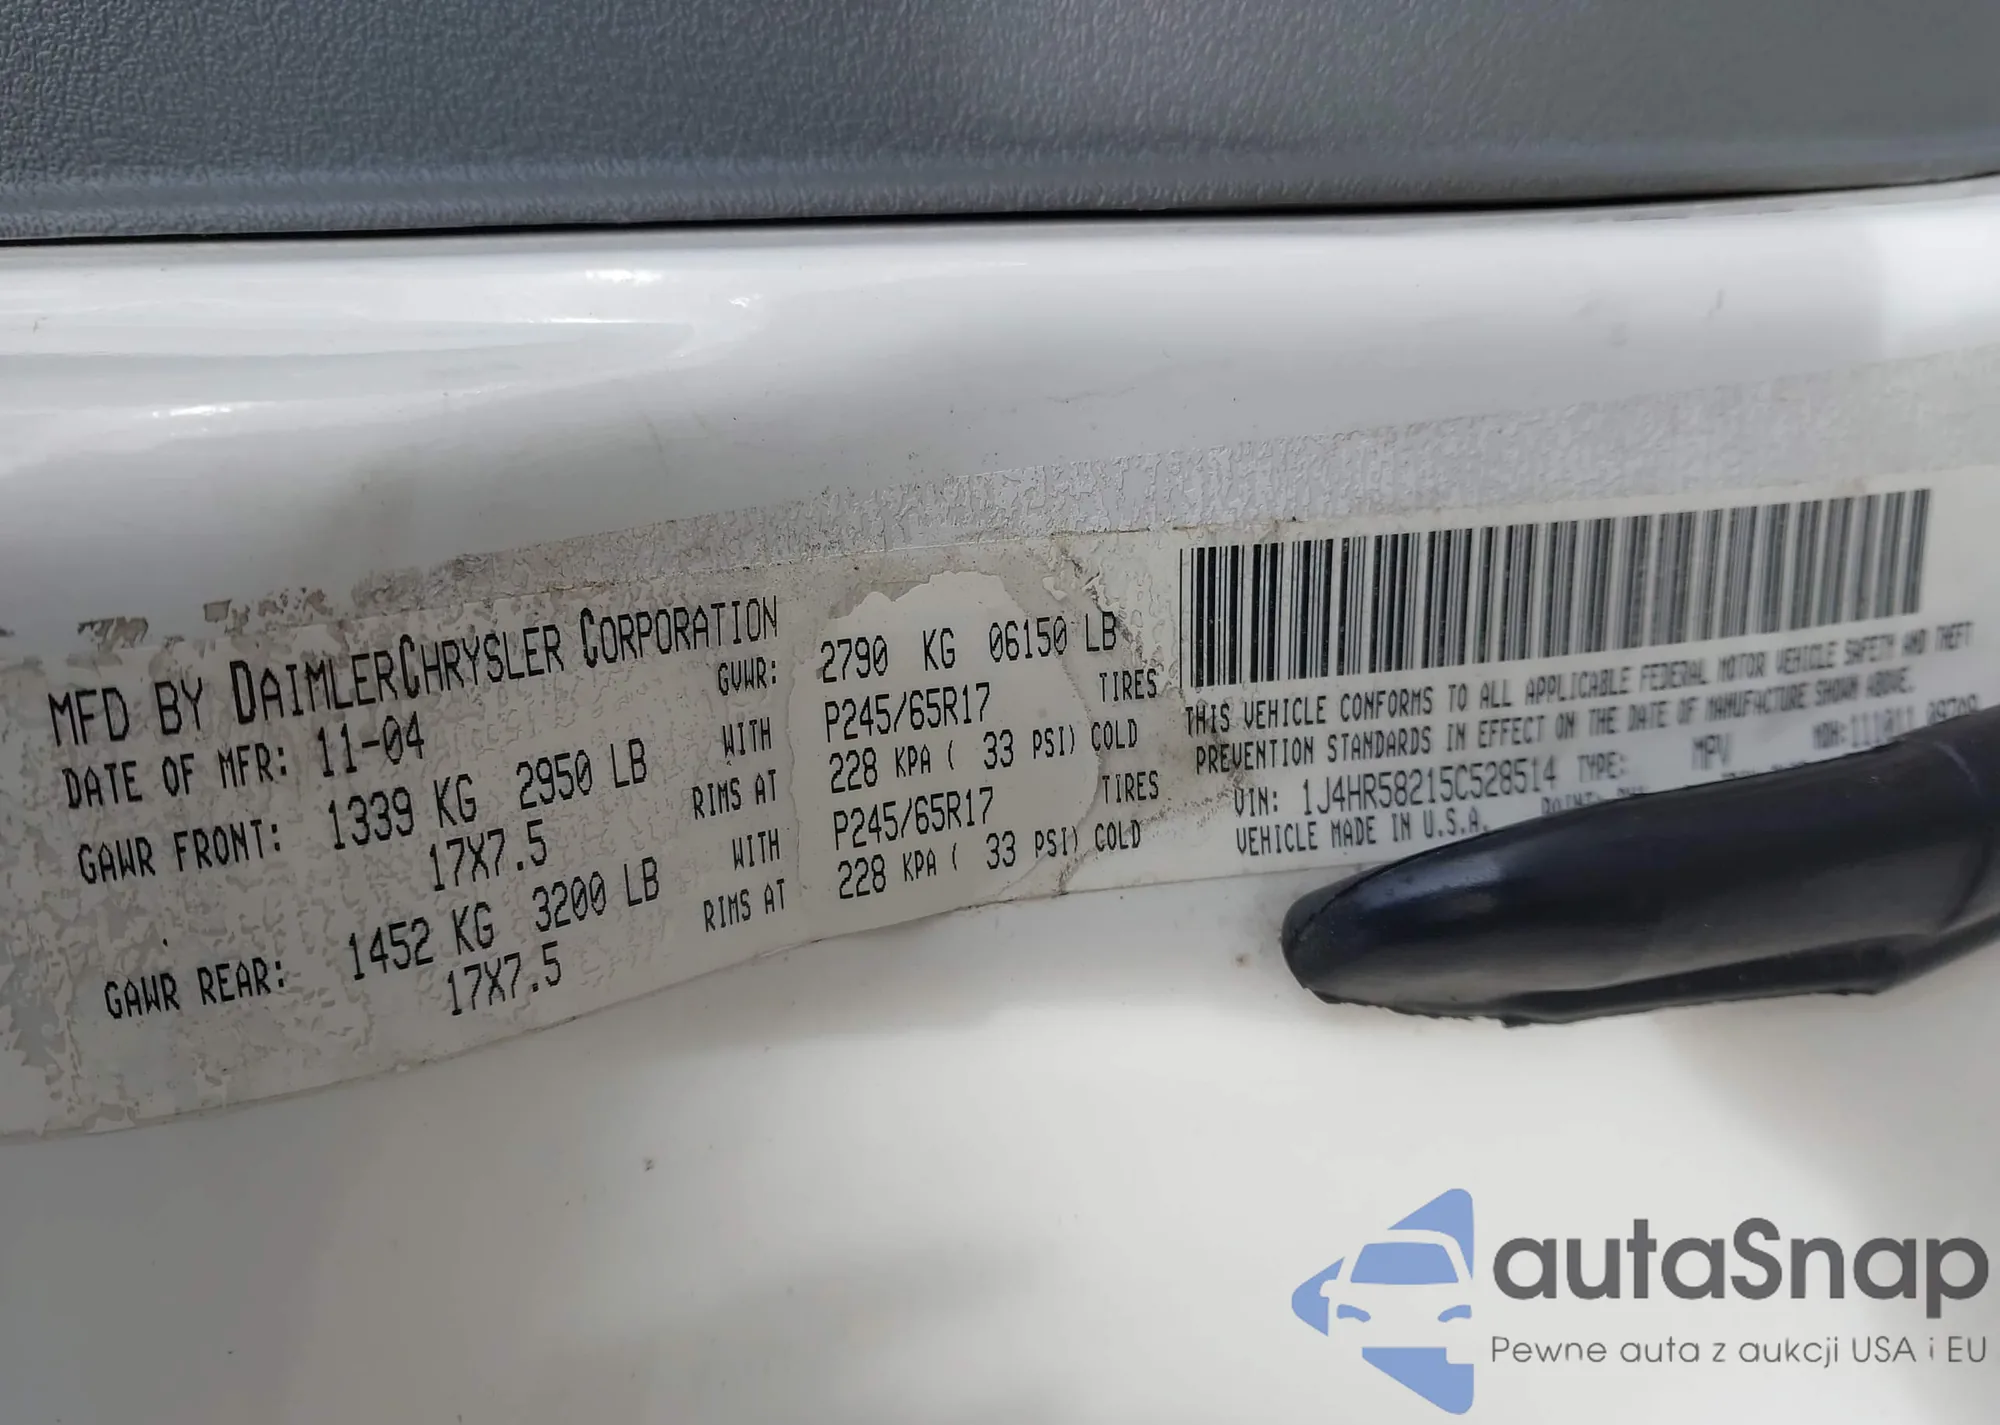 MFD BY DAIMLERCHRYSLER CORPORATION
DATE OF MFR: 11-04 GVWR: 2790 KG 06150 LB
GAWR FRONT: 1339 KG 2950 LB WITH P245/65R17 TIRES
17X7.5 RIMS AT 228 KPA ( 33 PSI) COLD
GAWR REAR: 1452 KG 3200 LB WITH P245/65R17 TIRES
17X7.5 RIMS AT 228 KPA ( 33 PSI) COLD
THIS VEHICLE CONFORMS TO ALL APPLICABLE FEDERAL MOTOR VEHICLE SAFETY AND THEFT
PREVENTION STANDARDS IN EFFECT ON THE DATE OF MANUFACTURE SHOWN ABOVE.
VIN: 1J4HR58215C528514 TYPE: MPV MDH:111011
VEHICLE MADE IN U.S.A.
autaSnap
Pewne auta z aukcji USA i EU